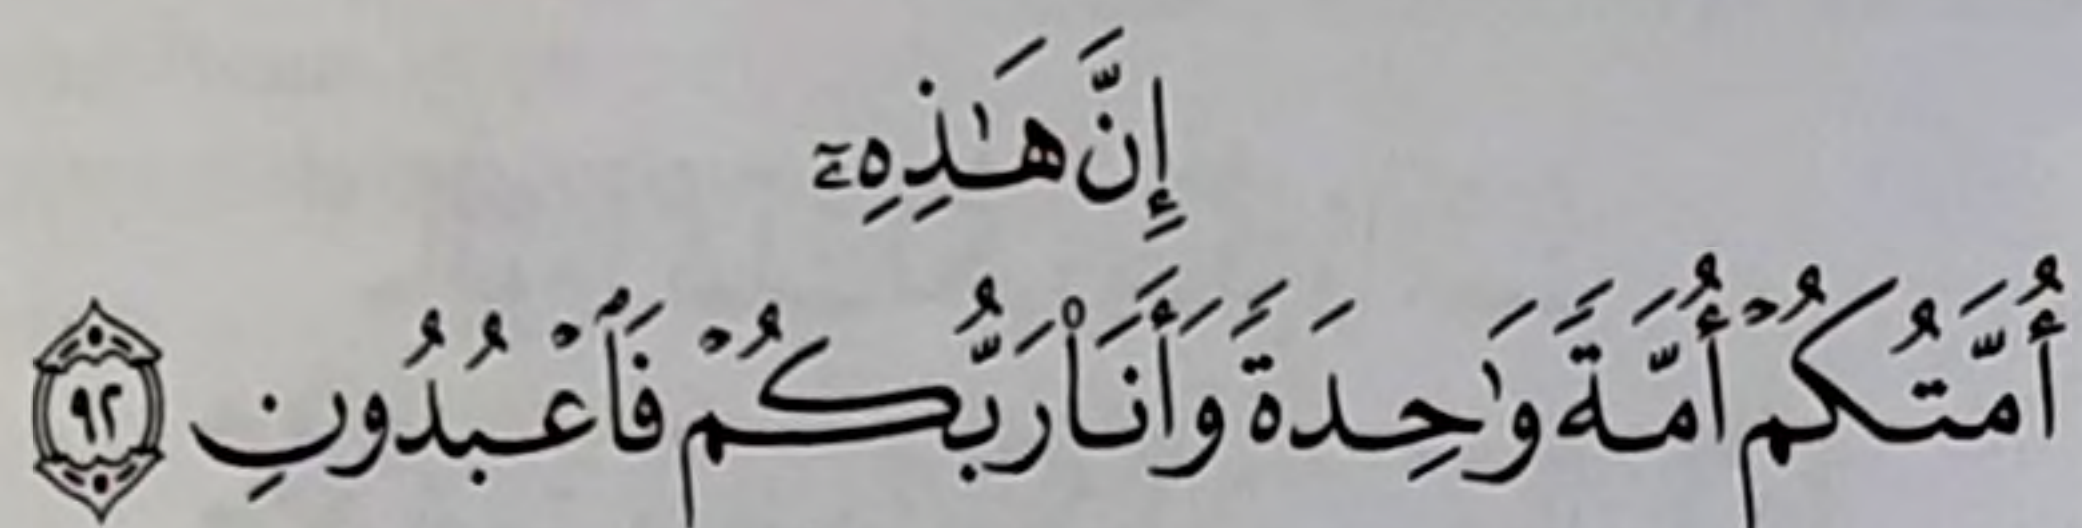 إِنَّ هَٰذِهِۦٓ
أُمَّتُكُمۡ أُمَّةٗ وَٰحِدَةٗ وَأَنَا۠ رَبُّكُمۡ فَٱعۡبُدُونِ ٩٢